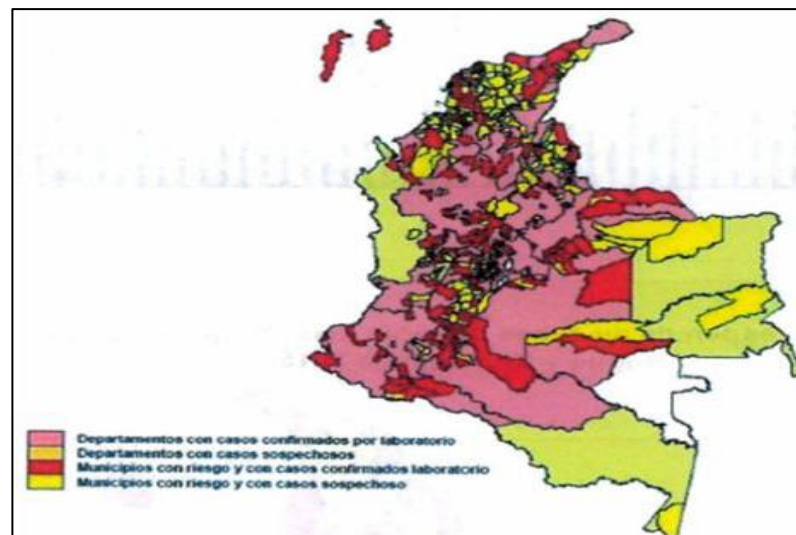 Departamentos con casos confirmados por laboratorio
Departamentos con casos sospechosos
Municipios con riesgo y con casos confirmados laboratorio
Municipios con riesgo y con casos sospechoso